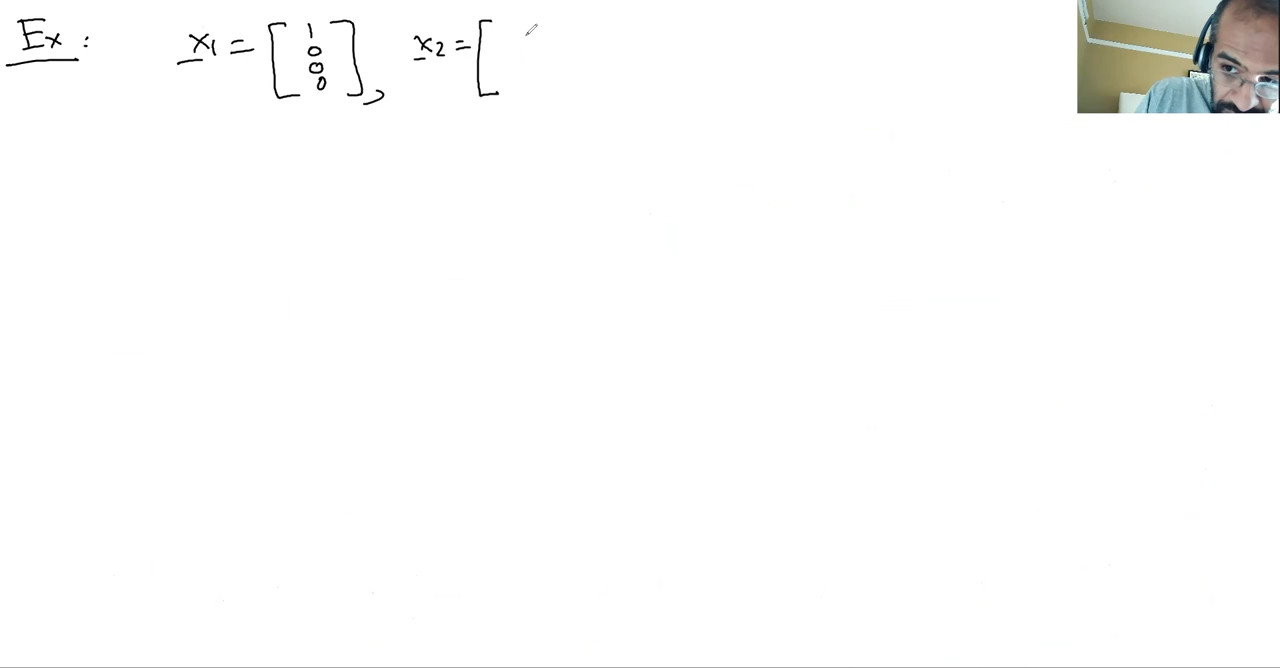 Ex: x1 = [1 0 0 0], x2 = [